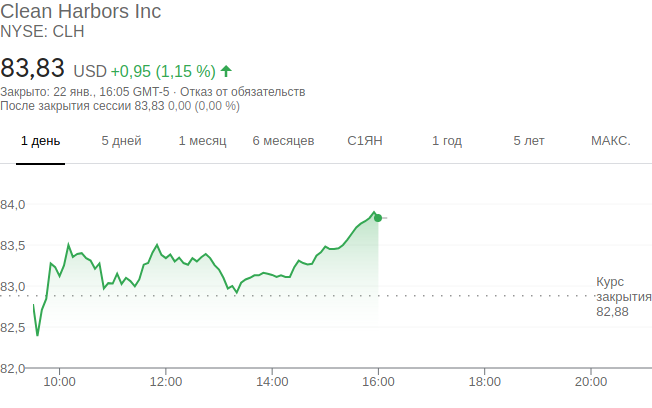 Clean Harbors Inc
NYSE: CLH
83,83 USD +0,95 (1,15 %)
Закрыто: 22 янв., 16:05 GMT-5 · Отказ от обязательств
После закрытия сессии 83,83 0,00 (0,00 %)
1 день 5 дней 1 месяц 6 месяцев С1ЯН 1 год 5 лет МАКС.
84,0
83,5
83,0
82,5
82,0
Курс
закрытия
82,88
10:00 12:00 14:00 16:00 18:00 20:00